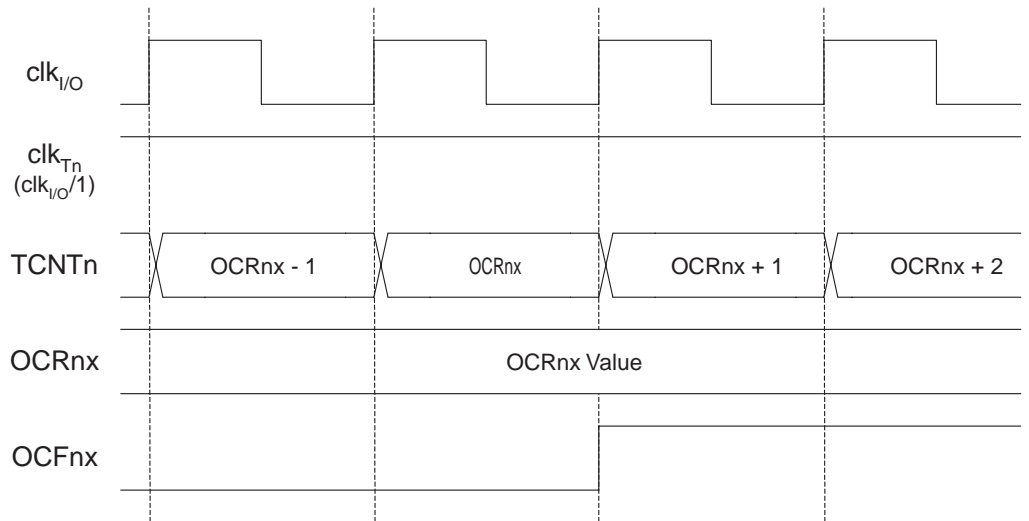 clkI/O
clkTn
(clkI/O/1)
TCNTn
OCRnx - 1
OCRnx
OCRnx + 1
OCRnx + 2
OCRnx
OCRnx Value
OCFnx